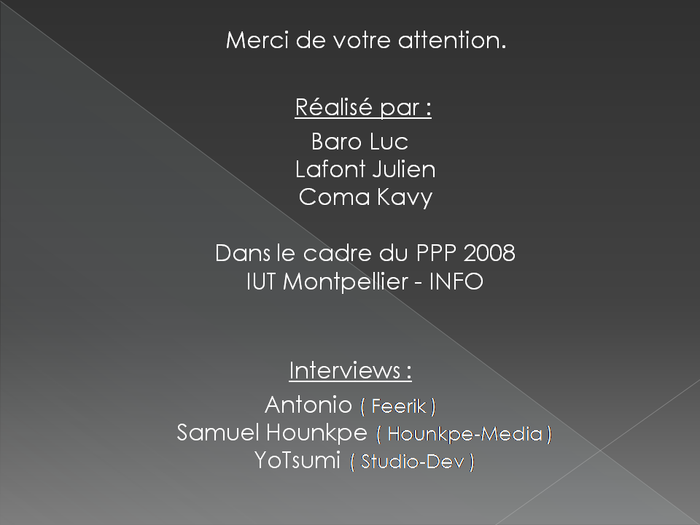 Merci de votre attention.
Réalisé par :
Baro Luc
Lafont Julien
Coma Kavy
Dans le cadre du PPP 2008
IUT Montpellier - INFO
Interviews :
Antonio ( Feerik )
Samuel Hounkpe ( Hounkpe-Media )
YoTsumi ( Studio-Dev )